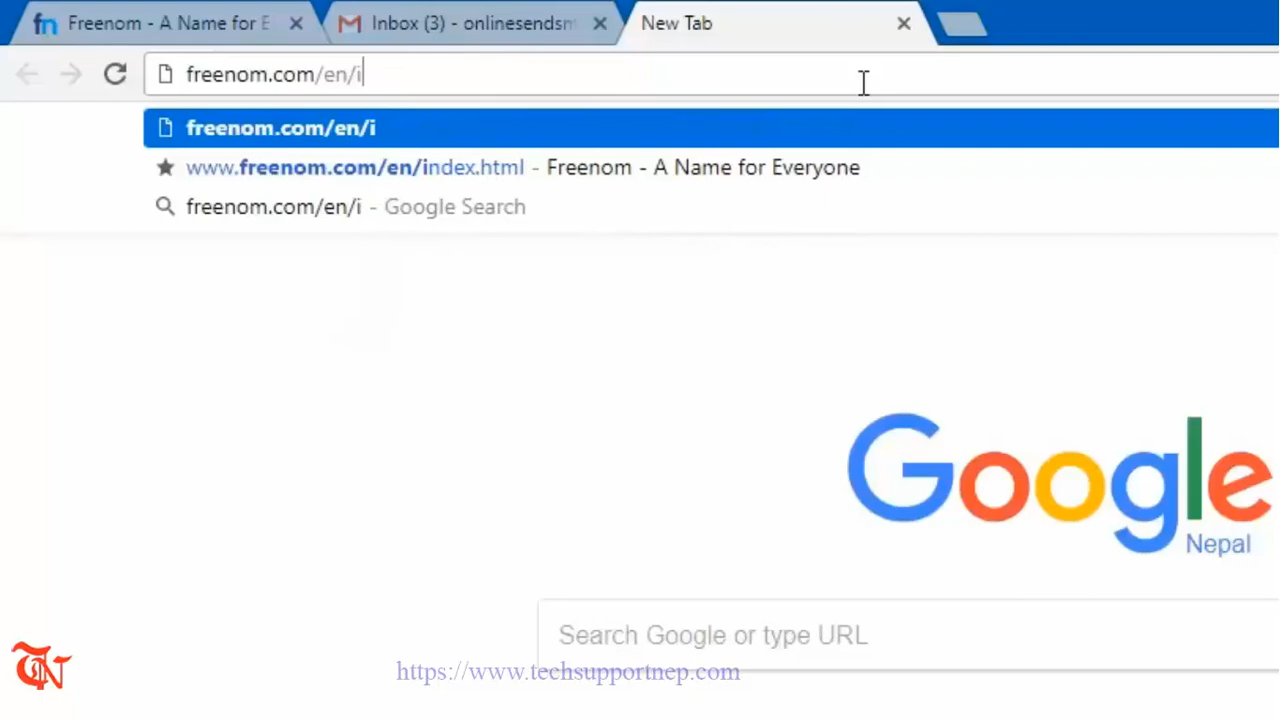 Freenom - A Name for E
Inbox (3) - onlinesendsm
New Tab
freenom.com/en/i
freenom.com/en/i
www.freenom.com/en/index.html - Freenom - A Name for Everyone
freenom.com/en/i - Google Search
Google
Nepal
Search Google or type URL
https://www.techsupportnep.com